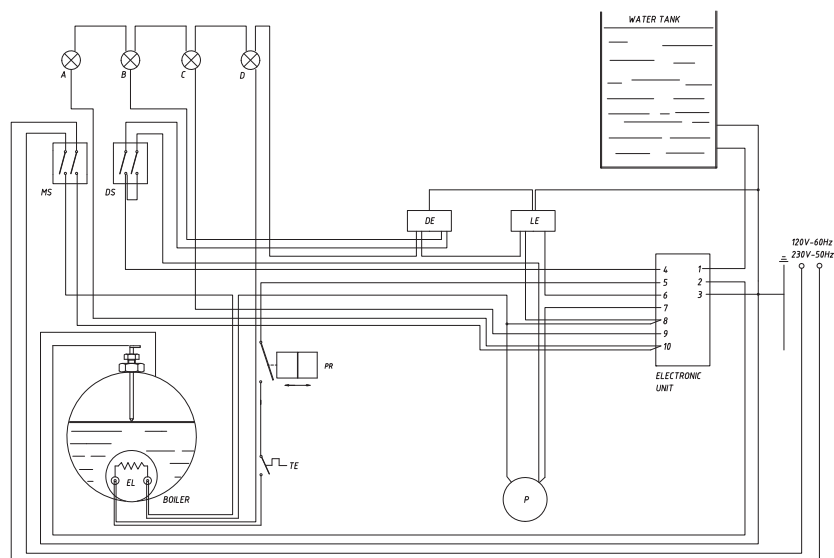 WATER TANK
A B C D
MS DS
DE LE
120V-60Hz
230V-50Hz
4 1
5 2
6 3
7
8
9
10
ELECTRONIC
UNIT
PR
TE
EL
BOILER
P